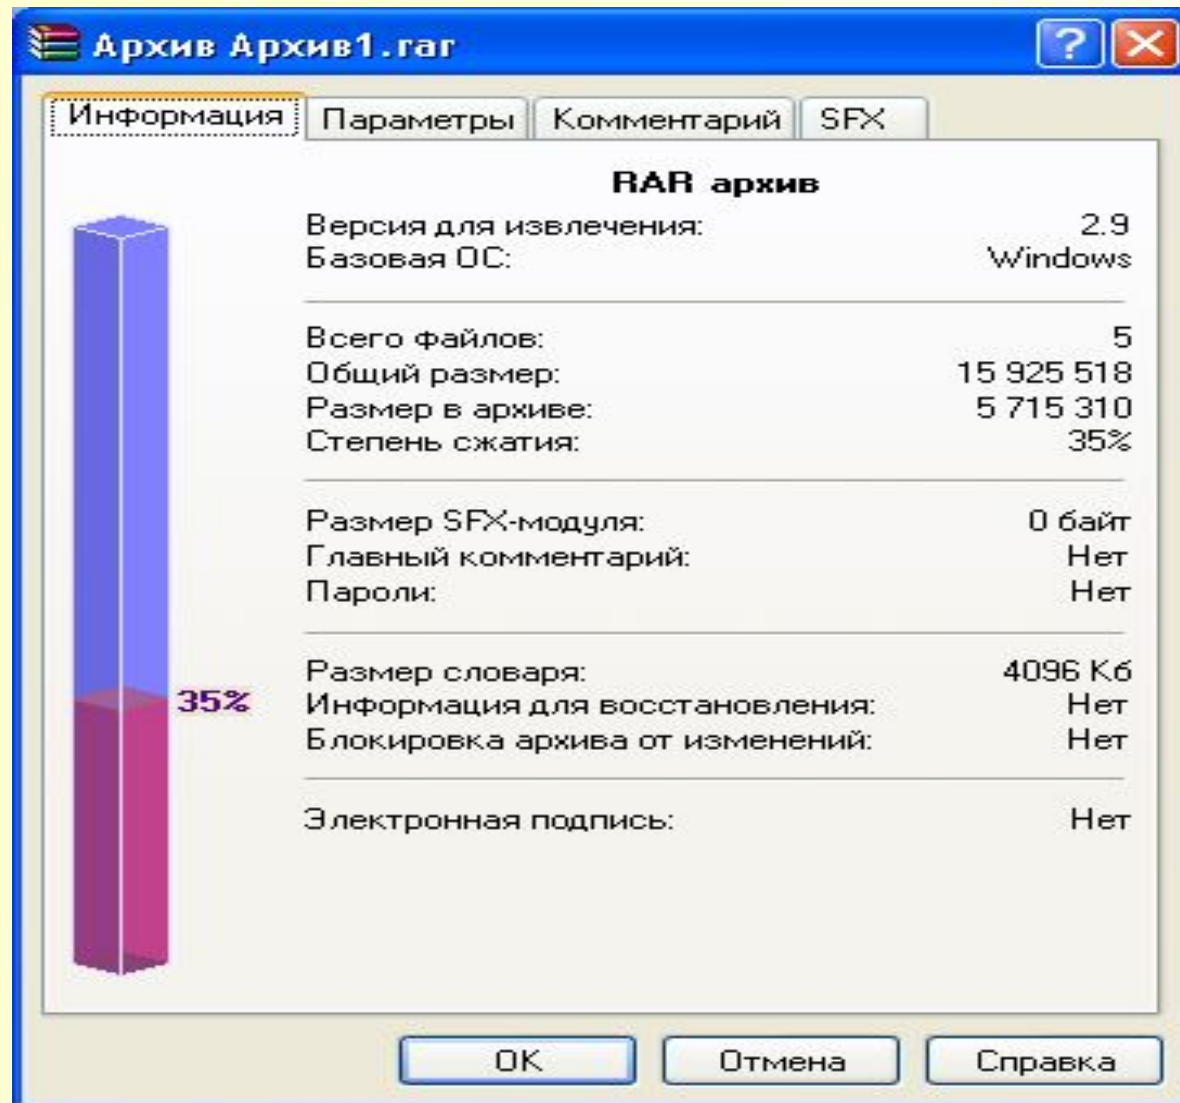 Архив Архив1.rar
Информация Параметры Комментарий SFX
RAR архив
Версия для извлечения: 2.9
Базовая ОС: Windows
Всего файлов: 5
Общий размер: 15 925 518
Размер в архиве: 5 715 310
Степень сжатия: 35%
Размер SFX-модуля: 0 байт
Главный комментарий: Нет
Пароли: Нет
Размер словаря: 4096 Кб
35% Информация для восстановления: Нет
Блокировка архива от изменений: Нет
Электронная подпись: Нет
OK Отмена Справка